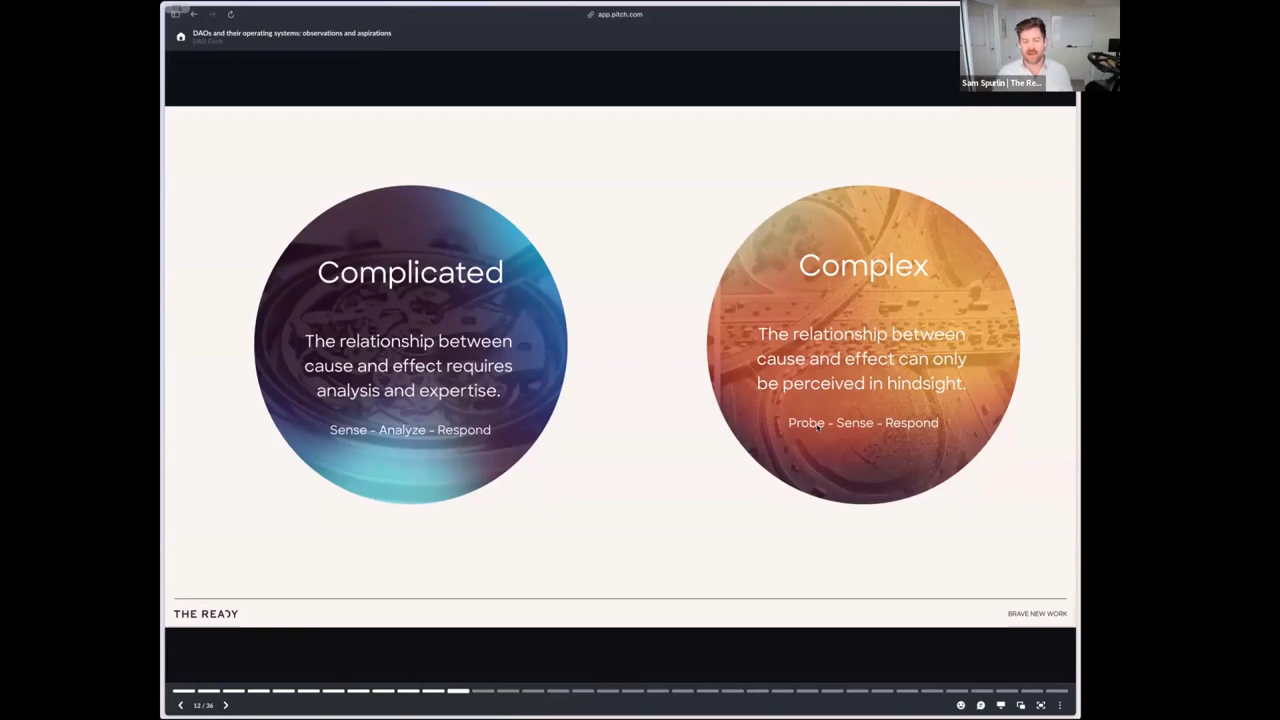 app.pitch.com
DAOs and their operating systems: observations and aspirations
Sam Spurlin | The Re...
Complicated
The relationship between
cause and effect requires
analysis and expertise.
Sense - Analyze - Respond
Complex
The relationship between
cause and effect can only
be perceived in hindsight.
Probe - Sense - Respond
THE READY
BRAVE NEW WORK
12 / 36